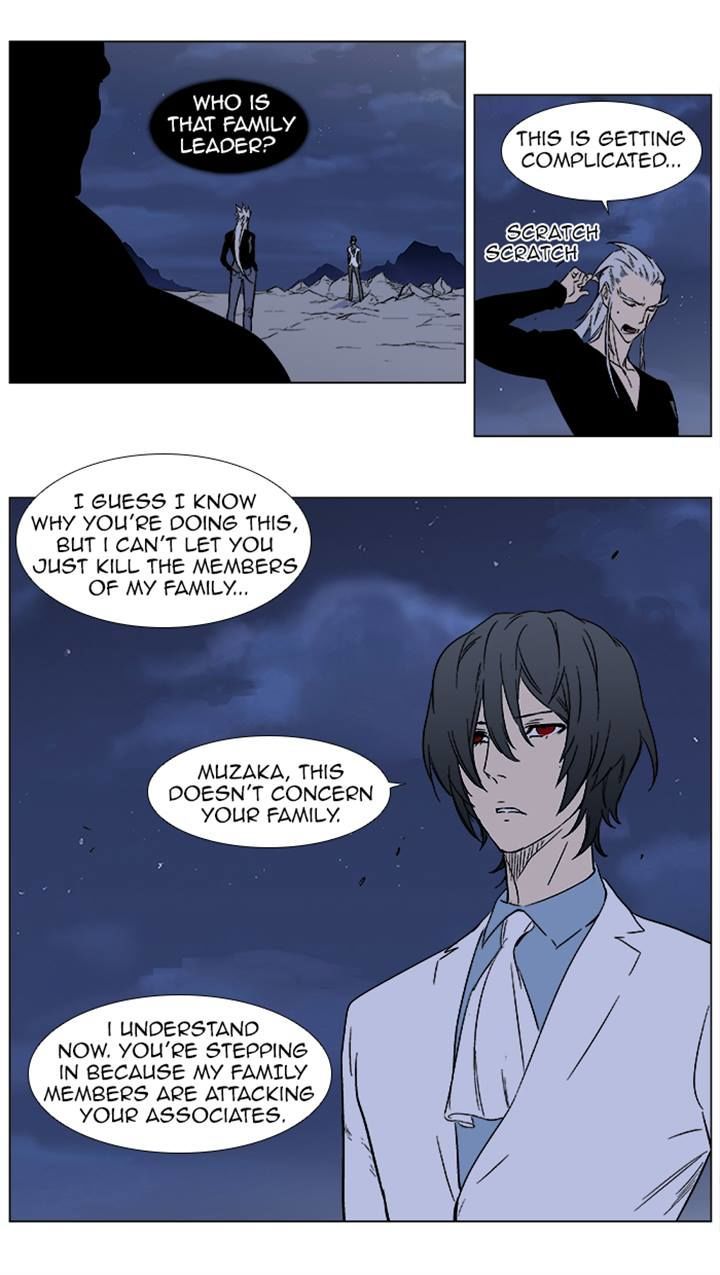 WHO IS
THAT FAMILY
LEADER?
THIS IS GETTING
COMPLICATED...
SCRATCH
SCRATCH
I GUESS I KNOW
WHY YOU'RE DOING THIS,
BUT I CAN'T LET YOU
JUST KILL THE MEMBERS
OF MY FAMILY...
MUZAKA, THIS
DOESN'T CONCERN
YOUR FAMILY.
I UNDERSTAND
NOW. YOU'RE STEPPING
IN BECAUSE MY FAMILY
MEMBERS ARE ATTACKING
YOUR ASSOCIATES.